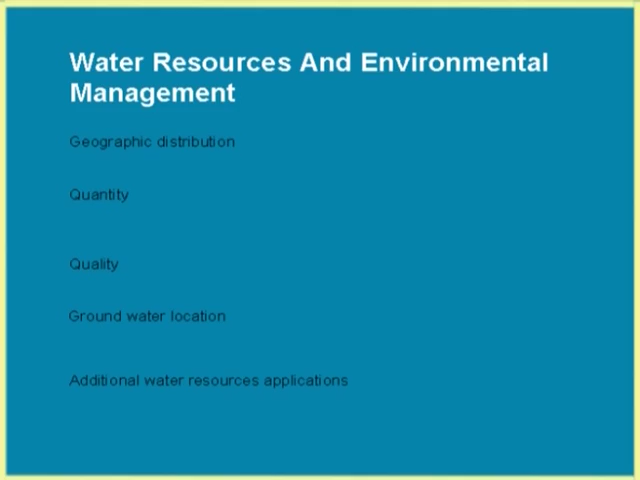 Water Resources And Environmental
Management
Geographic distribution
Quantity
Quality
Ground water location
Additional water resources applications